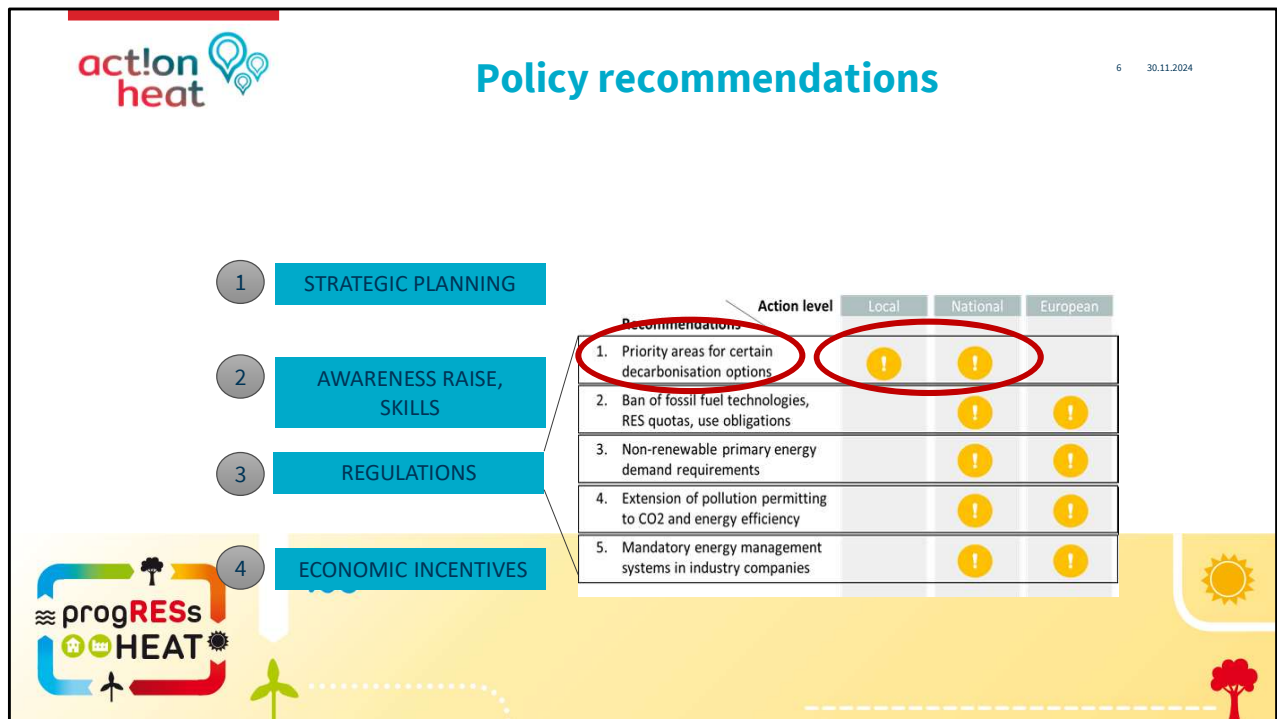 act!on
heat
Policy recommendations
6 30.11.2024
1 STRATEGIC PLANNING
2 AWARENESS RAISE,
SKILLS
3 REGULATIONS
4 ECONOMIC INCENTIVES
Action level Local National European
Recommendations
1. Priority areas for certain
decarbonisation options ! !
2. Ban of fossil fuel technologies,
RES quotas, use obligations ! !
3. Non-renewable primary energy
demand requirements ! !
4. Extension of pollution permitting
to CO2 and energy efficiency ! !
5. Mandatory energy management
systems in industry companies ! !
progRESs
HEAT